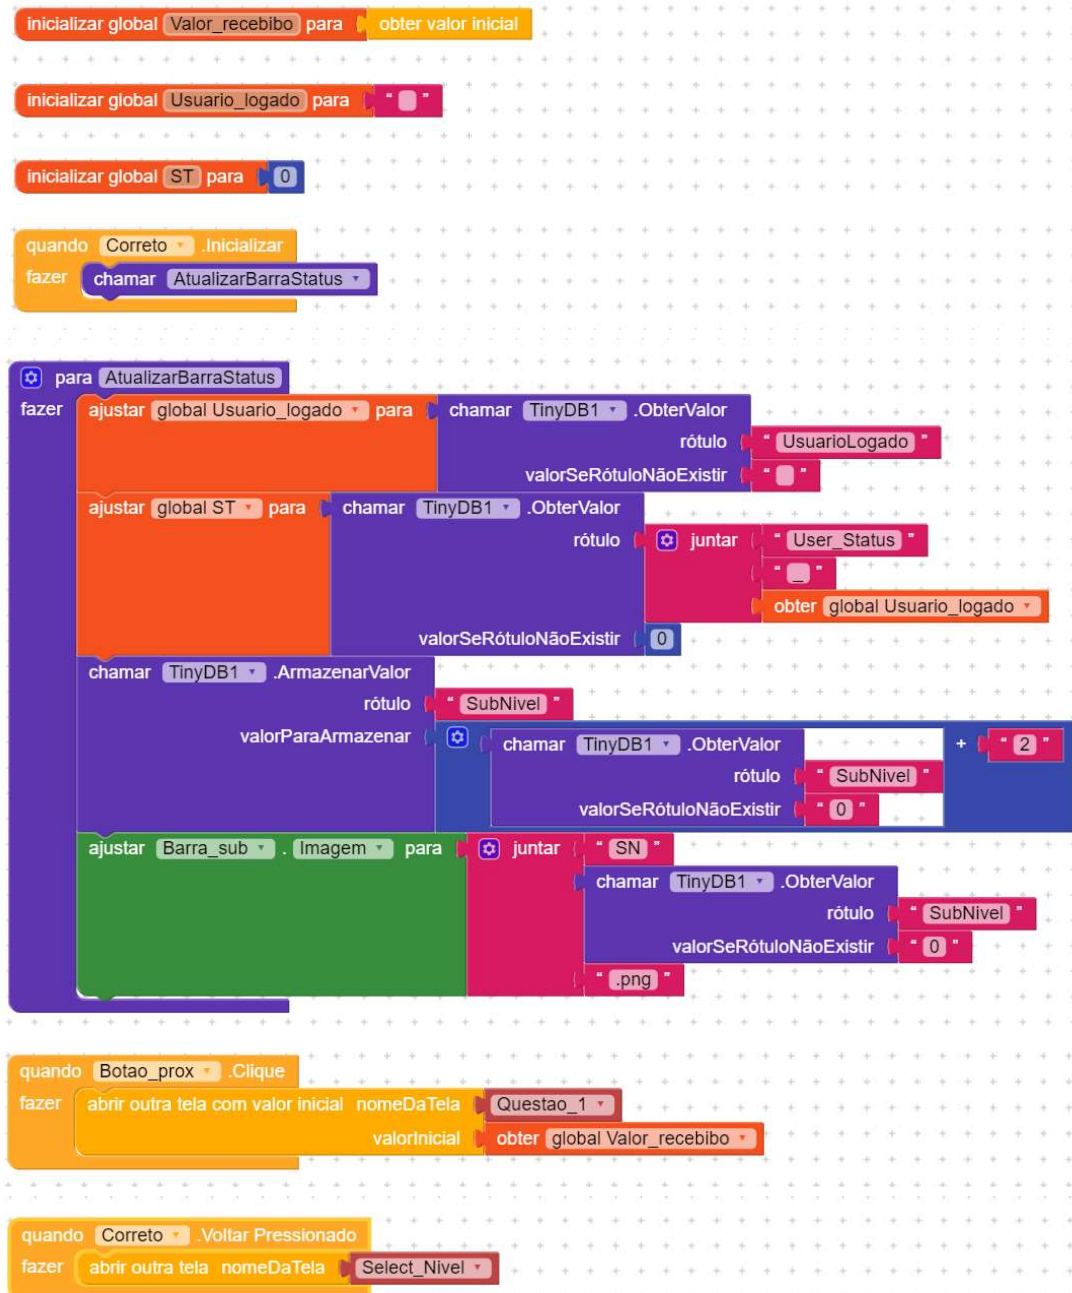 inicializar global Valor_recebibo para obter valor inicial
inicializar global Usuario_logado para " "
inicializar global ST para 0
quando Correto .Inicializar
fazer chamar AtualizarBarraStatus
para AtualizarBarraStatus
fazer ajustar global Usuario_logado para chamar TinyDB1 .ObterValor
rótulo " UsuarioLogado "
valorSeRótuloNãoExistir " "
ajustar global ST para chamar TinyDB1 .ObterValor
rótulo juntar " User_Status "
" _ "
obter global Usuario_logado
valorSeRótuloNãoExistir 0
chamar TinyDB1 .ArmazenarValor
rótulo " SubNivel "
valorParaArmazenar chamar TinyDB1 .ObterValor + " 2 "
rótulo " SubNivel "
valorSeRótuloNãoExistir " 0 "
ajustar Barra_sub . Imagem para juntar " SN "
chamar TinyDB1 .ObterValor
rótulo " SubNivel "
valorSeRótuloNãoExistir " 0 "
" .png "
quando Botao_prox .Clique
fazer abrir outra tela com valor inicial nomeDaTela Questao_1
valorInicial obter global Valor_recebibo
quando Correto .Voltar Pressionado
fazer abrir outra tela nomeDaTela Select_Nivel